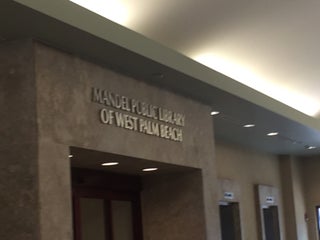 MANDEL PUBLIC LIBRARY
OF WEST PALM BEACH